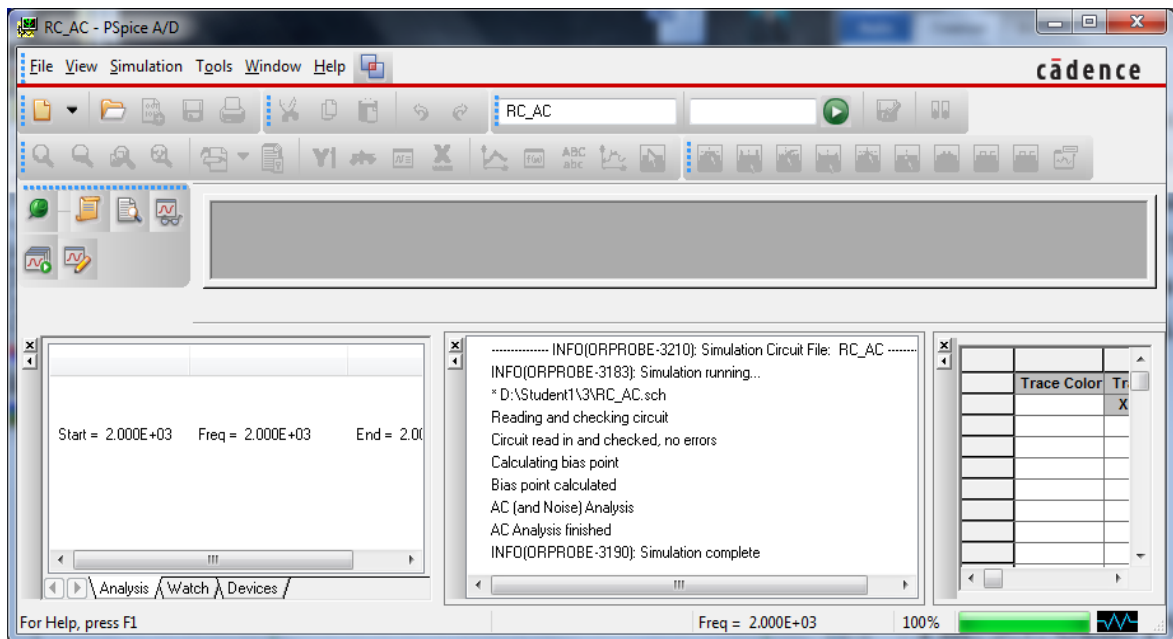 RC_AC - PSpice A/D
File View Simulation Tools Window Help
cādence
RC_AC
ABC
abc
Start = 2.000E+03 Freq = 2.000E+03 End = 2.00
--------------- INFO(ORPROBE-3210): Simulation Circuit File: RC_AC -------
INFO(ORPROBE-3183): Simulation running...
* D:\Student1\3\RC_AC.sch
Reading and checking circuit
Circuit read in and checked, no errors
Calculating bias point
Bias point calculated
AC (and Noise) Analysis
AC Analysis finished
INFO(ORPROBE-3190): Simulation complete
Trace Color Tr
X
Analysis Watch Devices
For Help, press F1
Freq = 2.000E+03 100%